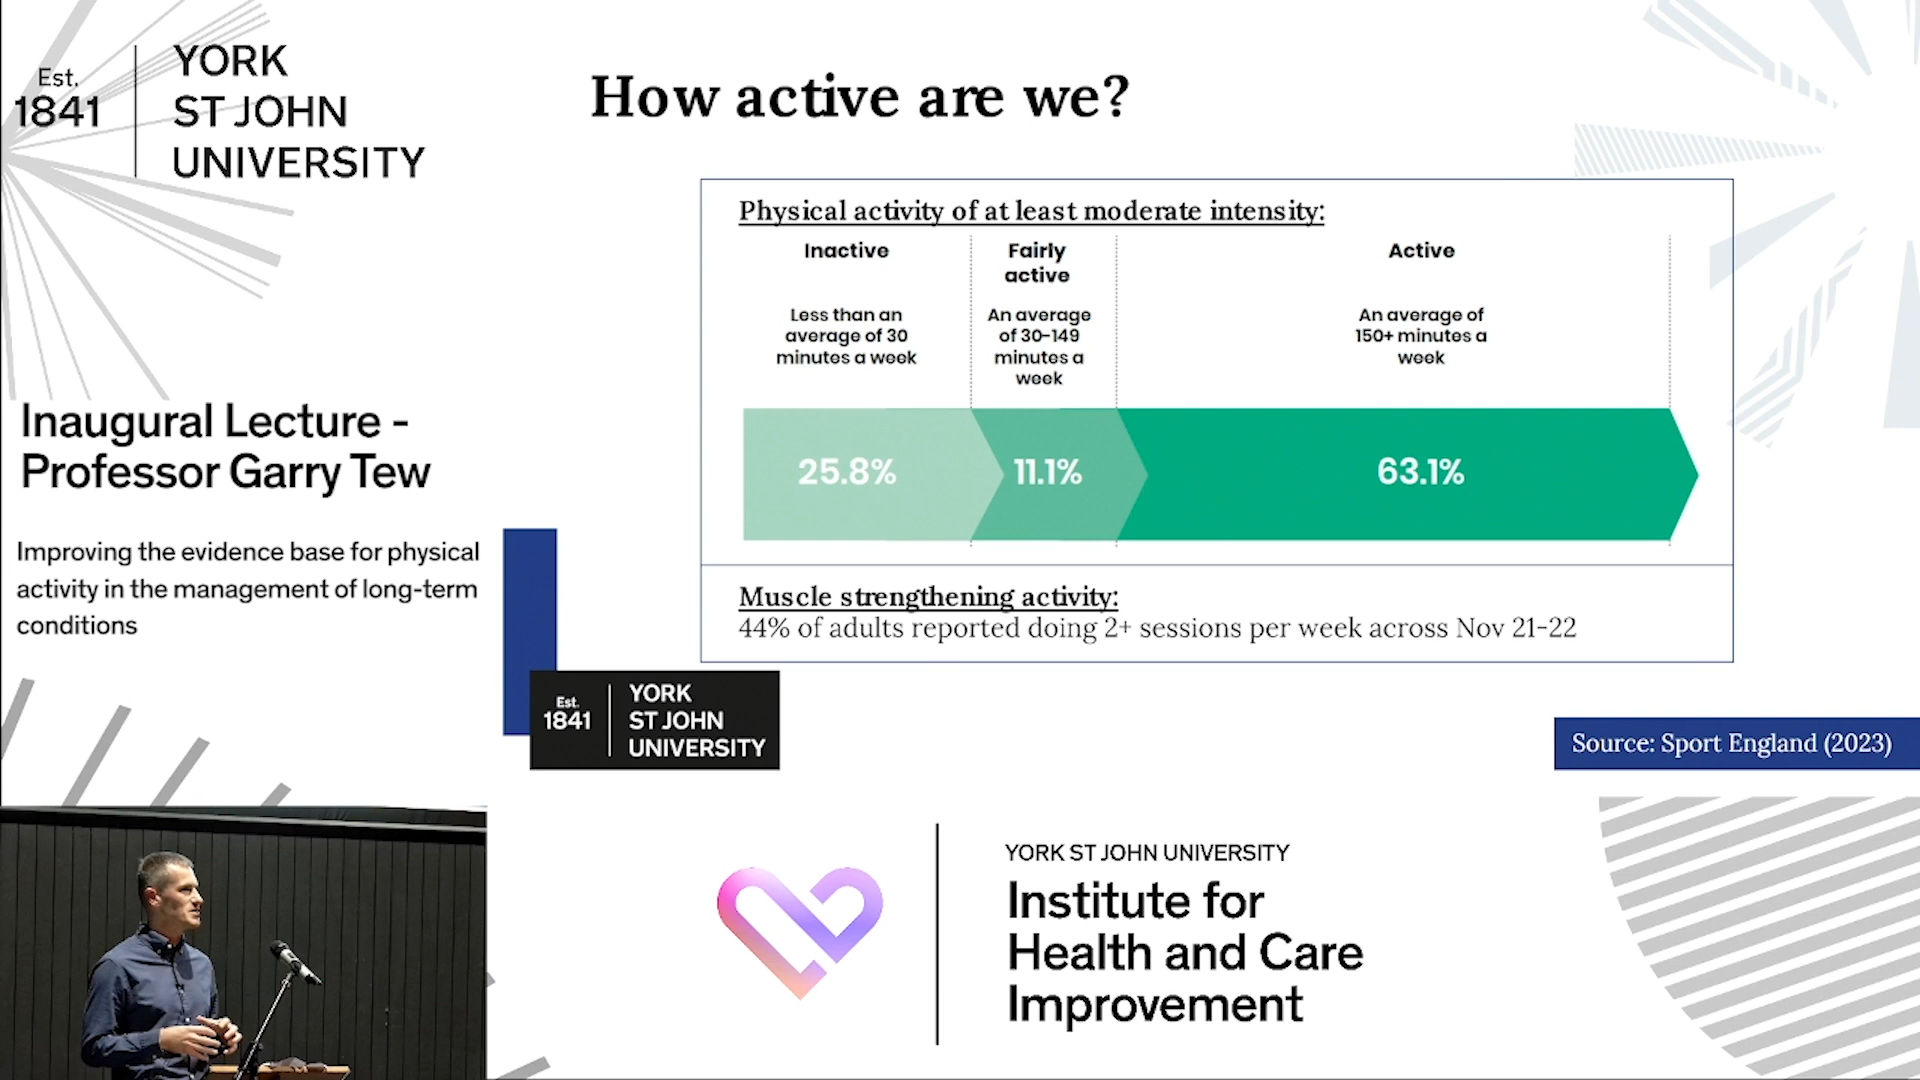 Est.
1841
YORK
ST JOHN
UNIVERSITY
Inaugural Lecture -
Professor Garry Tew
Improving the evidence base for physical
activity in the management of long-term
conditions
How active are we?
Physical activity of at least moderate intensity:
Inactive
Less than an
average of 30
minutes a week
Fairly
active
An average
of 30-149
minutes a
week
Active
An average of
150+ minutes a
week
25.8%
11.1%
63.1%
Muscle strengthening activity:
44% of adults reported doing 2+ sessions per week across Nov 21-22
Est.
1841
YORK
ST JOHN
UNIVERSITY
Source: Sport England (2023)
YORK ST JOHN UNIVERSITY
Institute for
Health and Care
Improvement